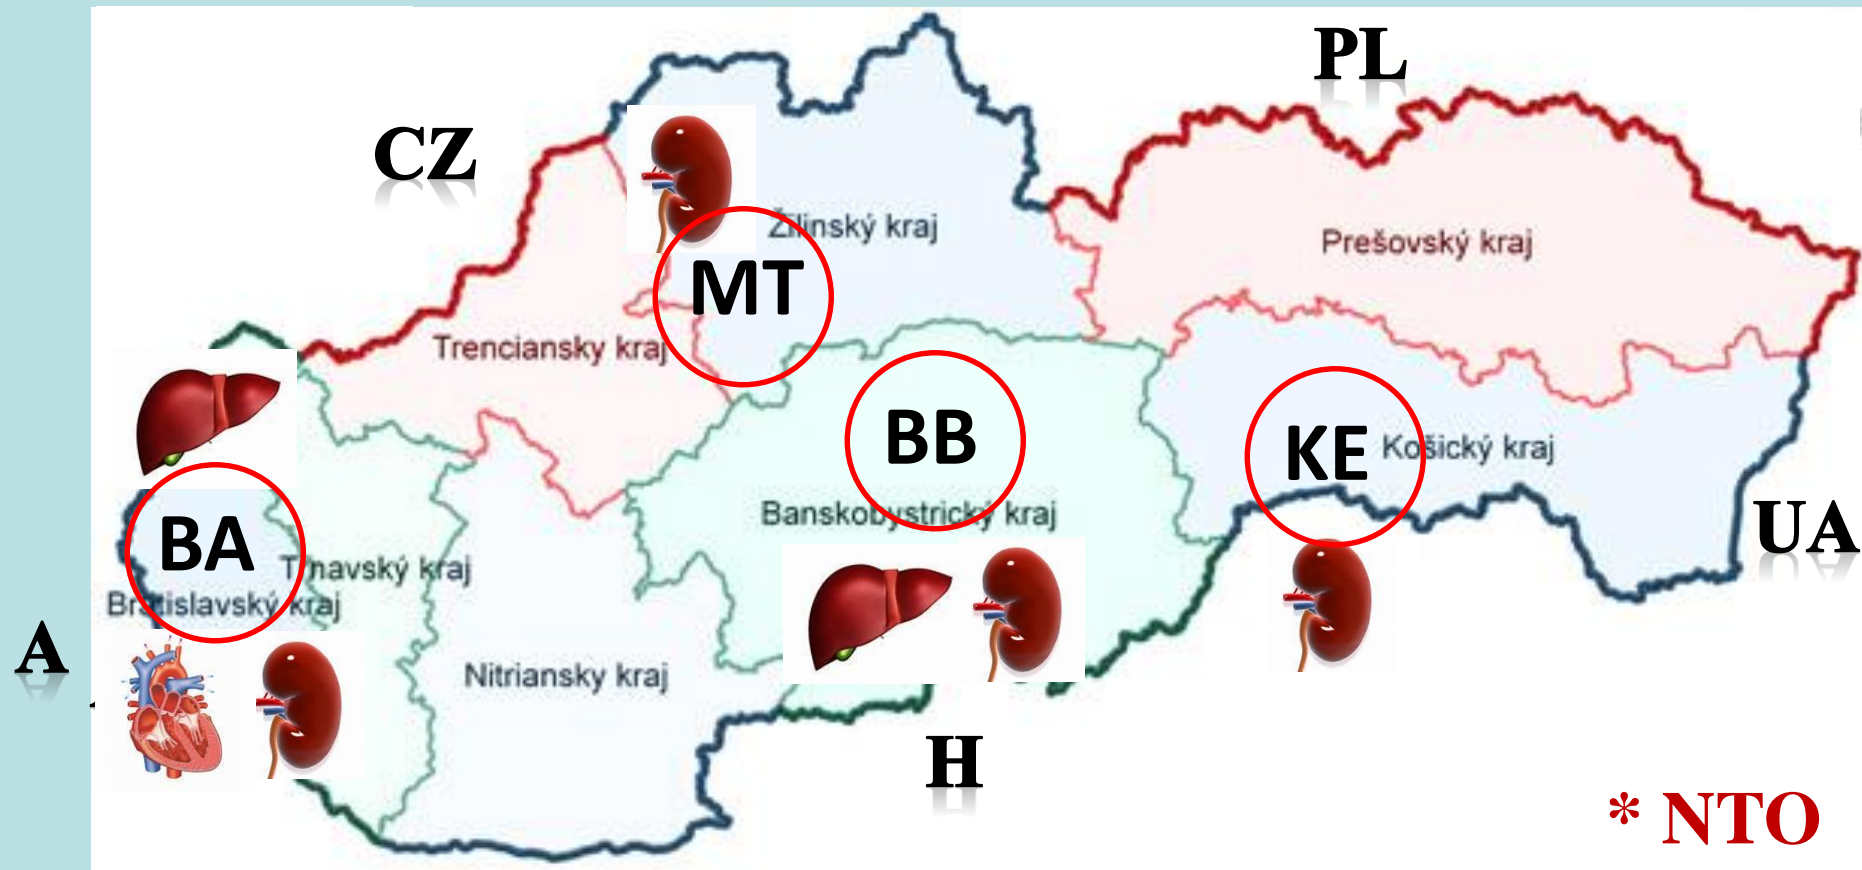 PL
CZ
Žilinský kraj
Prešovský kraj
MT
Trenciansky kraj
BB
KE
Košický kraj
Banskobystrický kraj
UA
BA
Trnavský kraj
Bratislavský kraj
A
Nitriansky kraj
H
* NTO